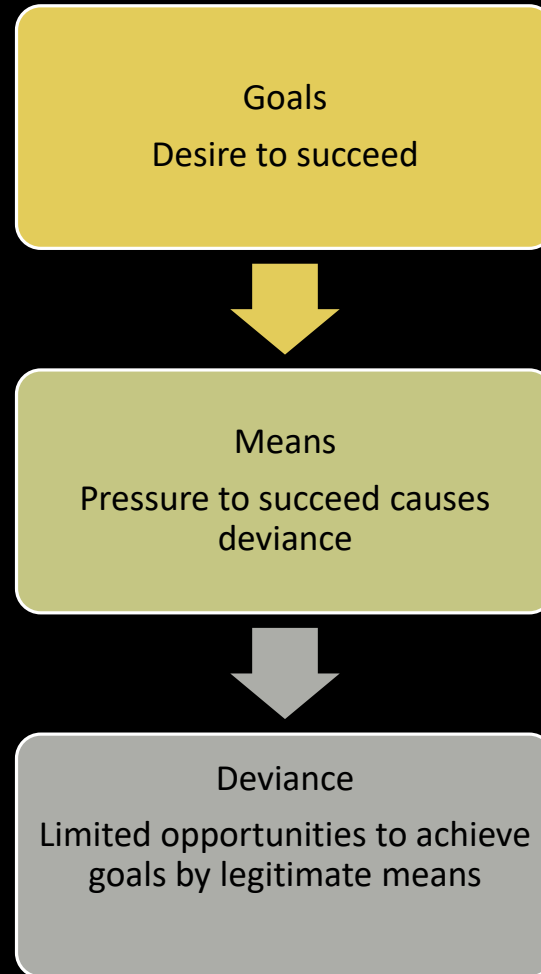 Goals
Desire to succeed
Means
Pressure to succeed causes
deviance
Deviance
Limited opportunities to achieve
goals by legitimate means